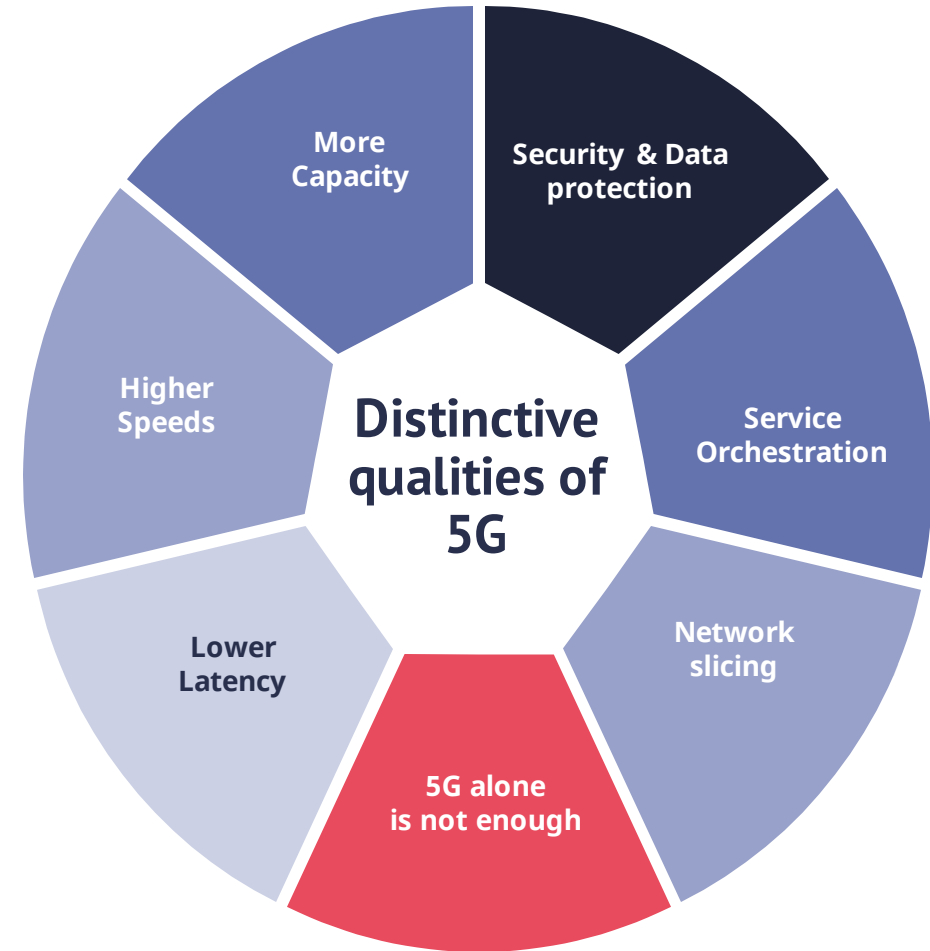 More
Capacity
Security & Data
protection
Higher
Speeds
Distinctive
qualities of
5G
Service
Orchestration
Lower
Latency
Network
slicing
5G alone
is not enough